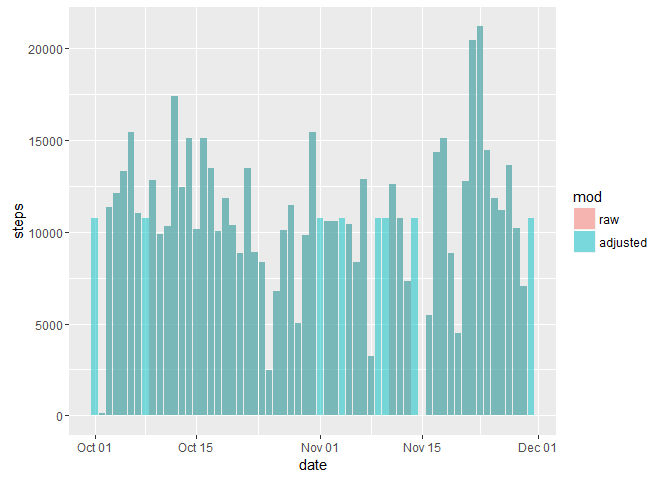 20000
15000
10000
5000
0
steps
Oct 01
Oct 15
Nov 01
Nov 15
Dec 01
date
mod
raw
adjusted